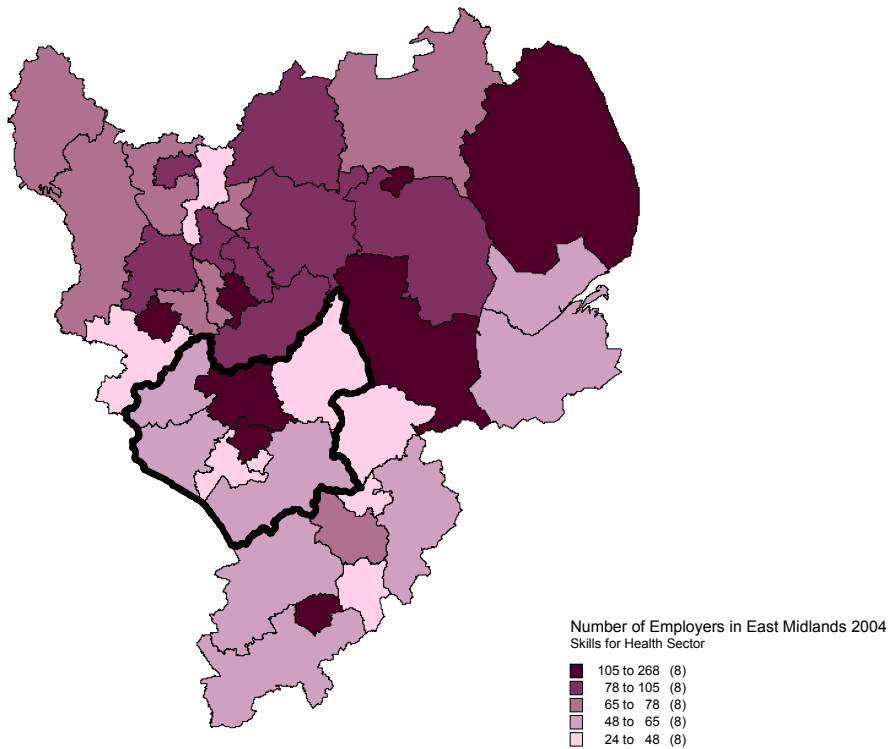 Number of Employers in East Midlands 2004
Skills for Health Sector
105 to 268 (8)
78 to 105 (8)
65 to 78 (8)
48 to 65 (8)
24 to 48 (8)